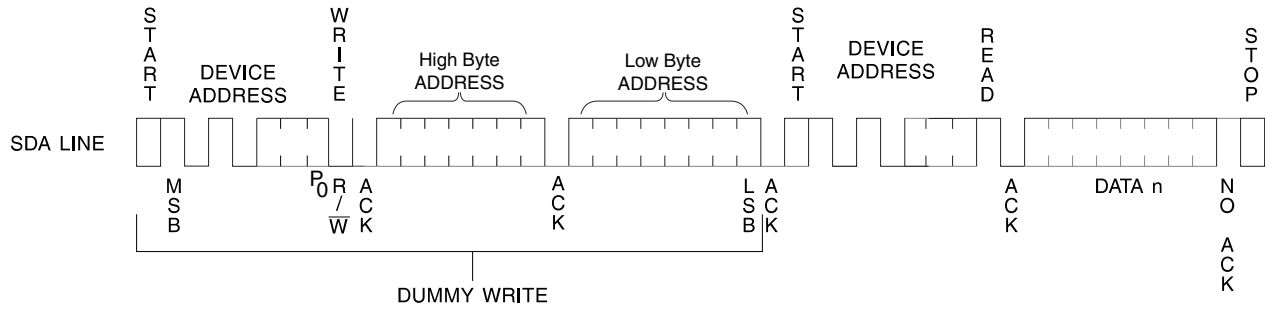 START
DEVICE
ADDRESS
WRITE
High Byte
ADDRESS
Low Byte
ADDRESS
START
DEVICE
ADDRESS
READ
STOP
SDA LINE
MSB
P0
R/W
ACK
ACK
LSB
ACK
ACK
DATA n
NO ACK
DUMMY WRITE